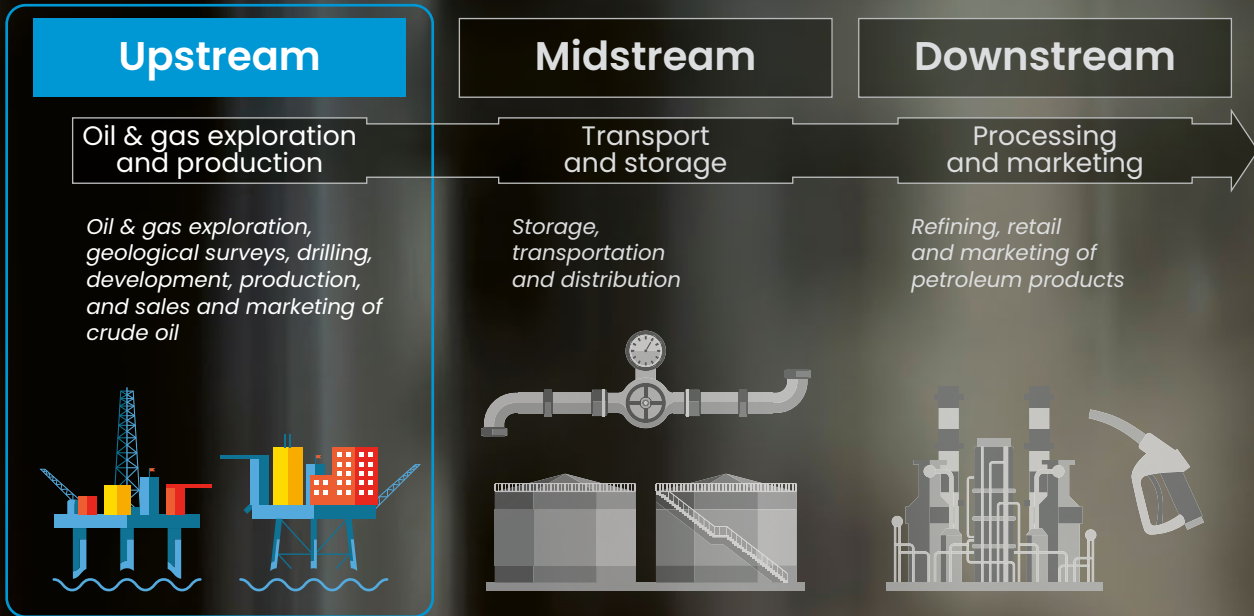 Upstream
Midstream
Downstream
Oil & gas exploration
and production
Transport
and storage
Processing
and marketing
Oil & gas exploration,
geological surveys, drilling,
development, production,
and sales and marketing of
crude oil
Storage,
transportation
and distribution
Refining, retail
and marketing of
petroleum products